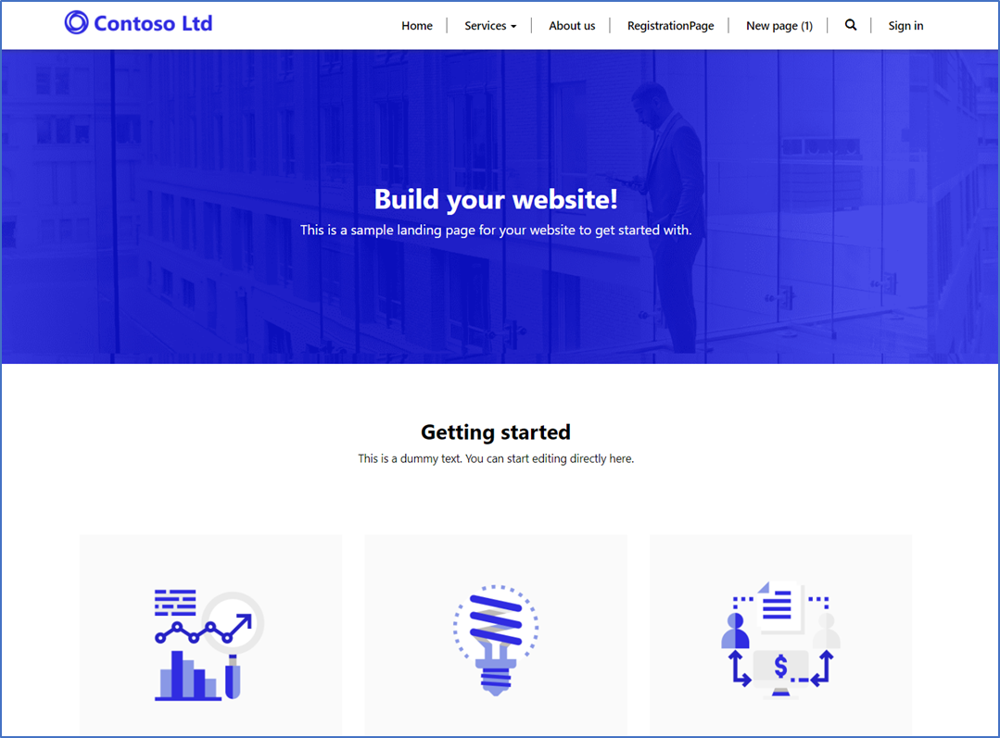 Contoso Ltd
Home Services About us RegistrationPage New page (1) Sign in
Build your website!
This is a sample landing page for your website to get started with.
Getting started
This is a dummy text. You can start editing directly here.
$